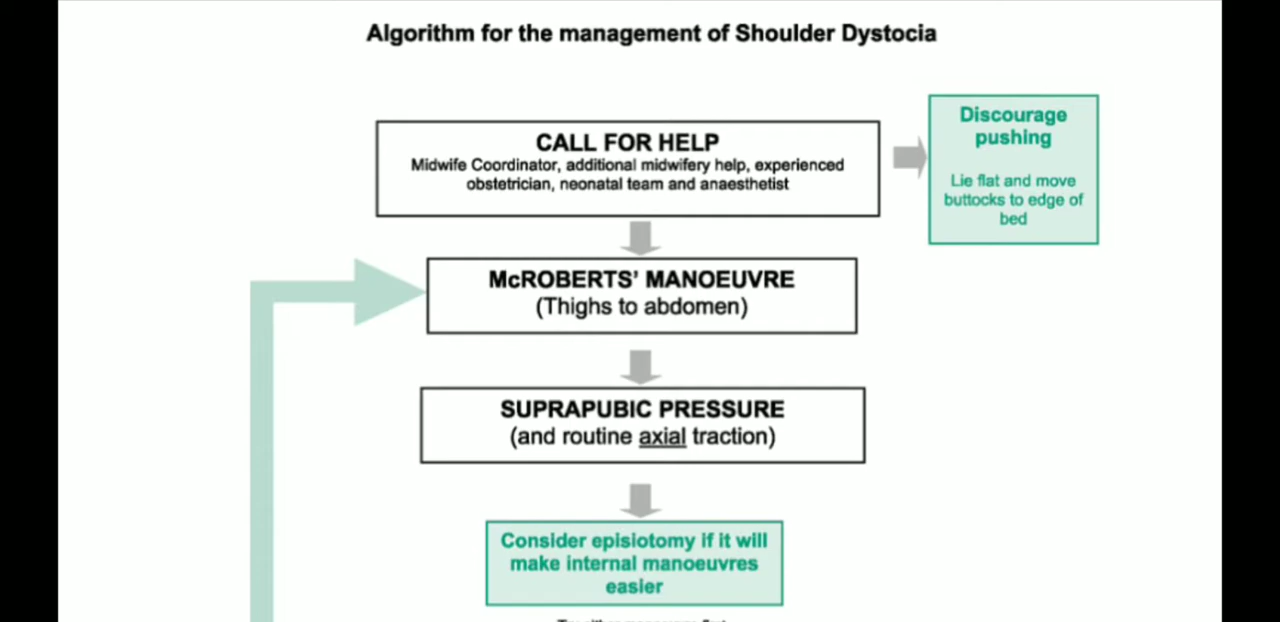 Algorithm for the management of Shoulder Dystocia
CALL FOR HELP
Midwife Coordinator, additional midwifery help, experienced
obstetrician, neonatal team and anaesthetist
Discourage
pushing
Lie flat and move
buttocks to edge of
bed
McROBERTS' MANOEUVRE
(Thighs to abdomen)
SUPRAPUBIC PRESSURE
(and routine axial traction)
Consider episiotomy if it will
make internal manoeuvres
easier